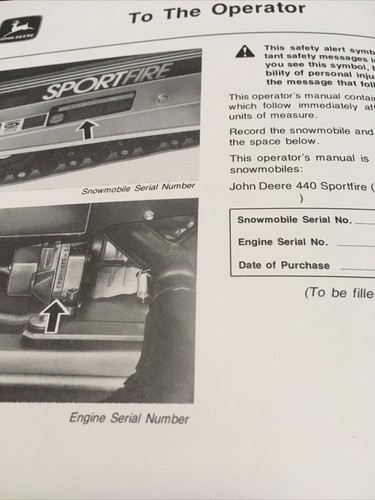 To The Operator
JOHN DEERE
SPORTFIRE
Snowmobile Serial Number
Engine Serial Number
This safety alert symb
tant safety messages i
you see this symbol, b
bility of personal inju
the message that foll
This operator's manual contai
which follow immediately aft
units of measure.
Record the snowmobile and
the space below.
This operator's manual is
snowmobiles:
John Deere 440 Sportfire (
)
Snowmobile Serial No.
Engine Serial No.
Date of Purchase
(To be fille